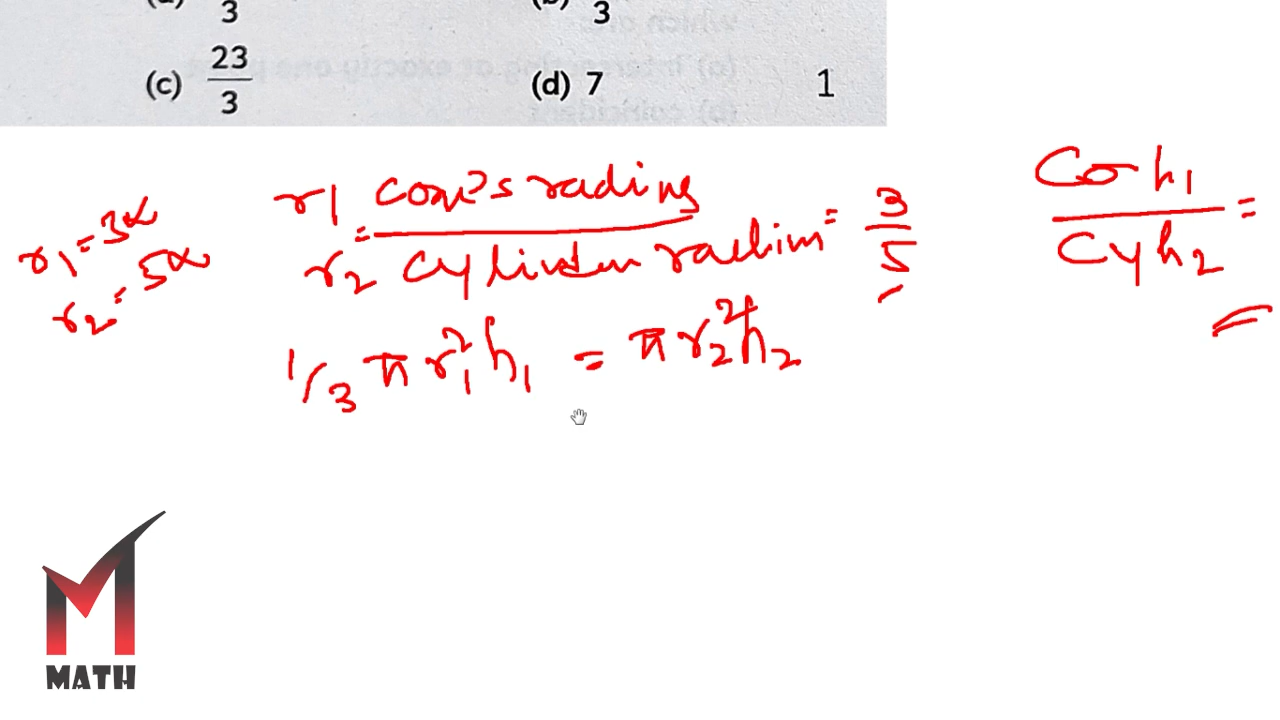 3
3
(c) 23/3 (d) 7 1
r1/r2 = cone's radius / Cylinder radius = 3/5
Co h1 / Cy h2 =
r1 = 3x
r2 = 5x
1/3 π r1² h1 = π r2² h2
MATH